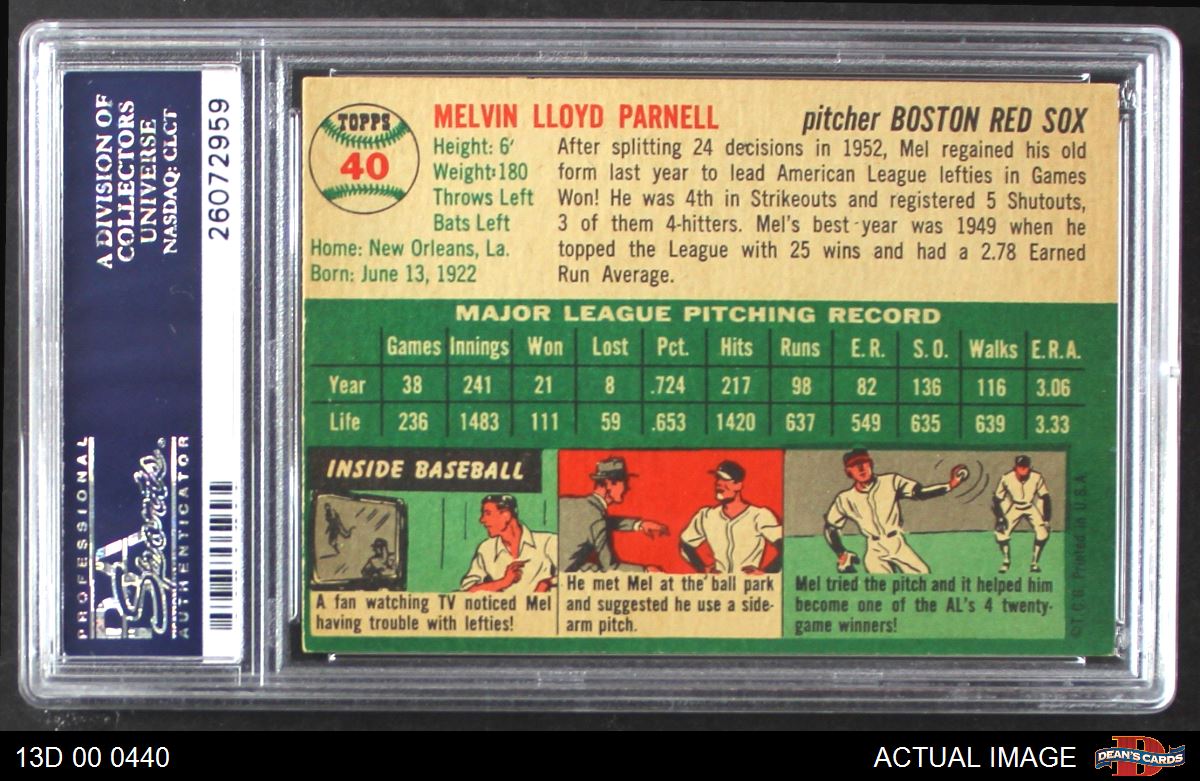 A DIVISION OF
COLLECTORS
UNIVERSE
NASDAQ: CLCT
26072959
PROFESSIONAL
PSA
Sports
AUTHENTICATOR
TOPPS
40
MELVIN LLOYD PARNELL
pitcher BOSTON RED SOX
Height: 6'
Weight: 180
Throws Left
Bats Left
Home: New Orleans, La.
Born: June 13, 1922
After splitting 24 decisions in 1952, Mel regained his old
form last year to lead American League lefties in Games
Won! He was 4th in Strikeouts and registered 5 Shutouts,
3 of them 4-hitters. Mel's best year was 1949 when he
topped the League with 25 wins and had a 2.78 Earned
Run Average.
MAJOR LEAGUE PITCHING RECORD
Games Innings Won Lost Pct. Hits Runs E.R. S.O. Walks E.R.A.
Year 38 241 21 8 .724 217 98 82 136 116 3.06
Life 236 1483 111 59 .653 1420 637 549 635 639 3.33
INSIDE BASEBALL
A fan watching TV noticed Mel
having trouble with lefties!
He met Mel at the ball park
and suggested he use a side-
arm pitch.
Mel tried the pitch and it helped him
become one of the AL's 4 twenty-
game winners!
©T.C.G. Printed in U.S.A
13D 00 0440
ACTUAL IMAGE
D
DEAN'S CARDS